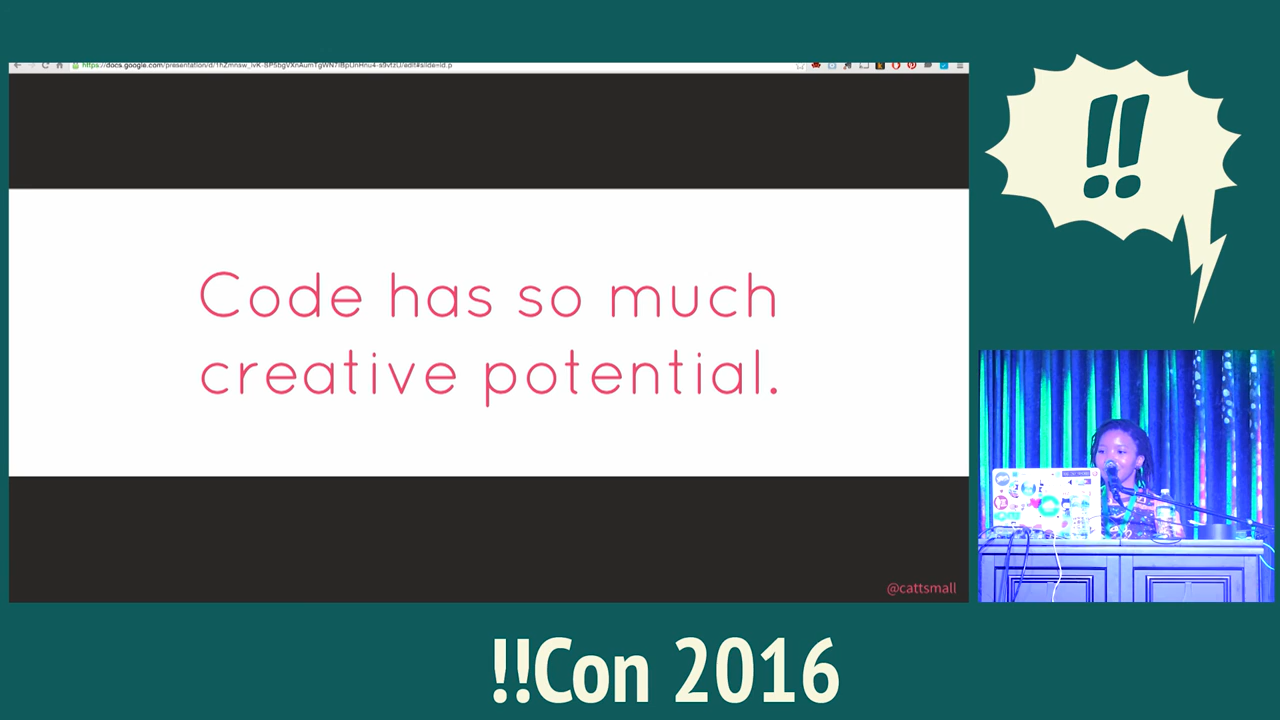 Code has so much
creative potential.
@cattsmall
!!
!!Con 2016